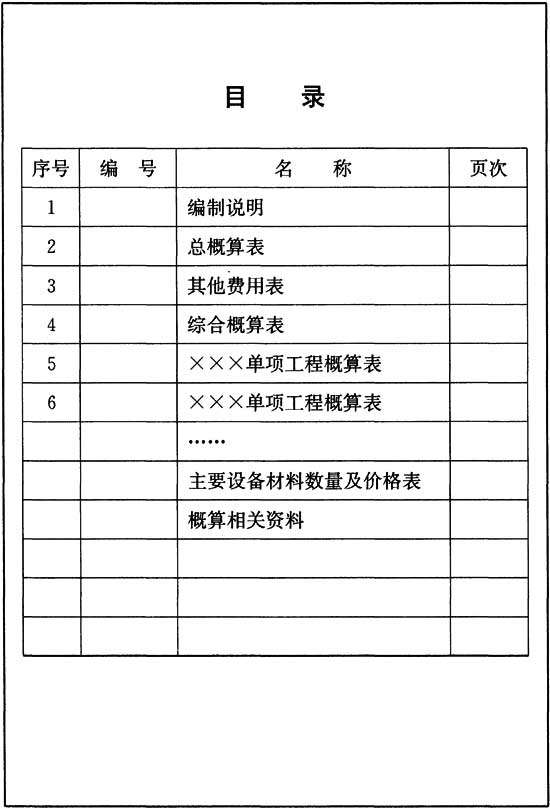 目 录
序号 编 号 名 称 页次
1 编制说明
2 总概算表
3 其他费用表
4 综合概算表
5 ×××单项工程概算表
6 ×××单项工程概算表
……
主要设备材料数量及价格表
概算相关资料